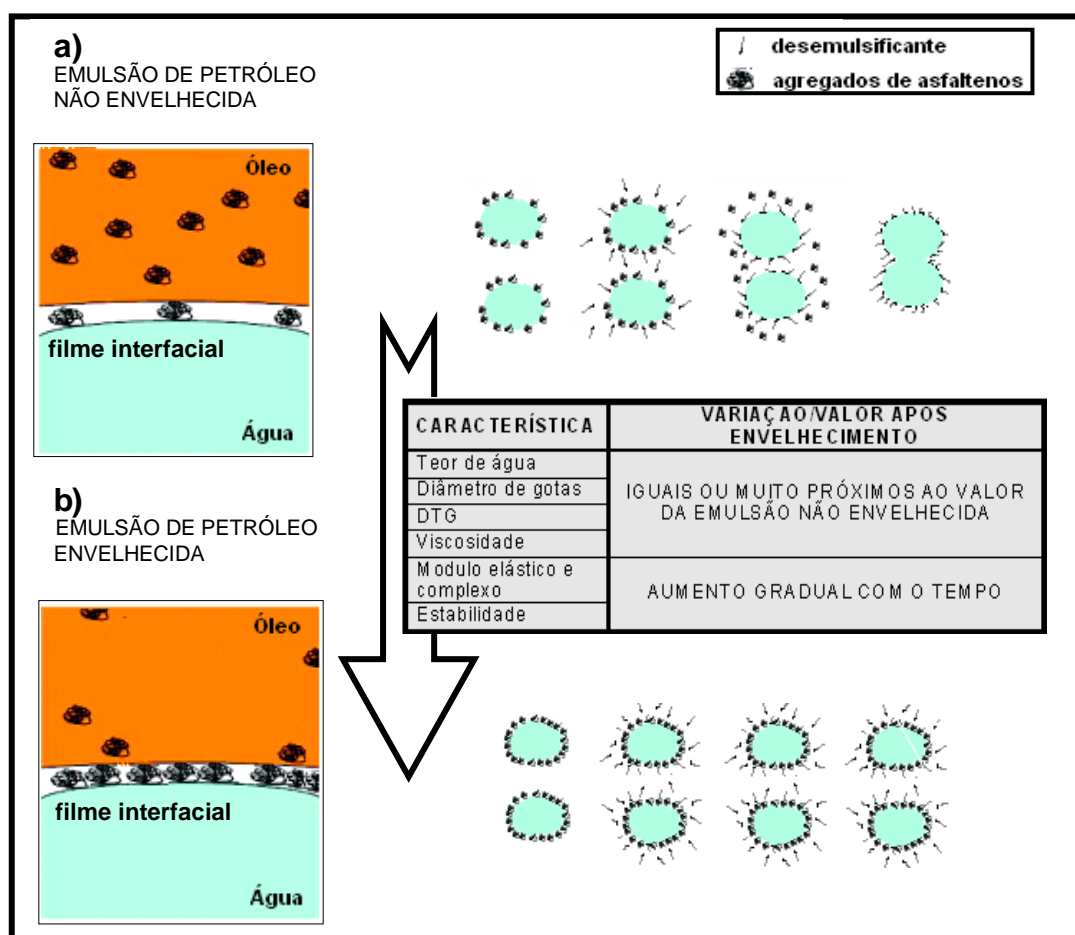 a)
EMULSÃO DE PETRÓLEO
NÃO ENVELHECIDA
desemulsificante
agregados de asfaltenos
Óleo
filme interfacial
Água
CARACTERÍSTICA
VARIAÇÃO/VALOR APOS
ENVELHECIMENTO
Teor de água
Diâmetro de gotas
DTG
Viscosidade
IGUAIS OU MUITO PRÓXIMOS AO VALOR
DA EMULSÃO NÃO ENVELHECIDA
Modulo elástico e
complexo
Estabilidade
AUMENTO GRADUAL COM O TEMPO
b)
EMULSÃO DE PETRÓLEO
ENVELHECIDA
Óleo
filme interfacial
Água